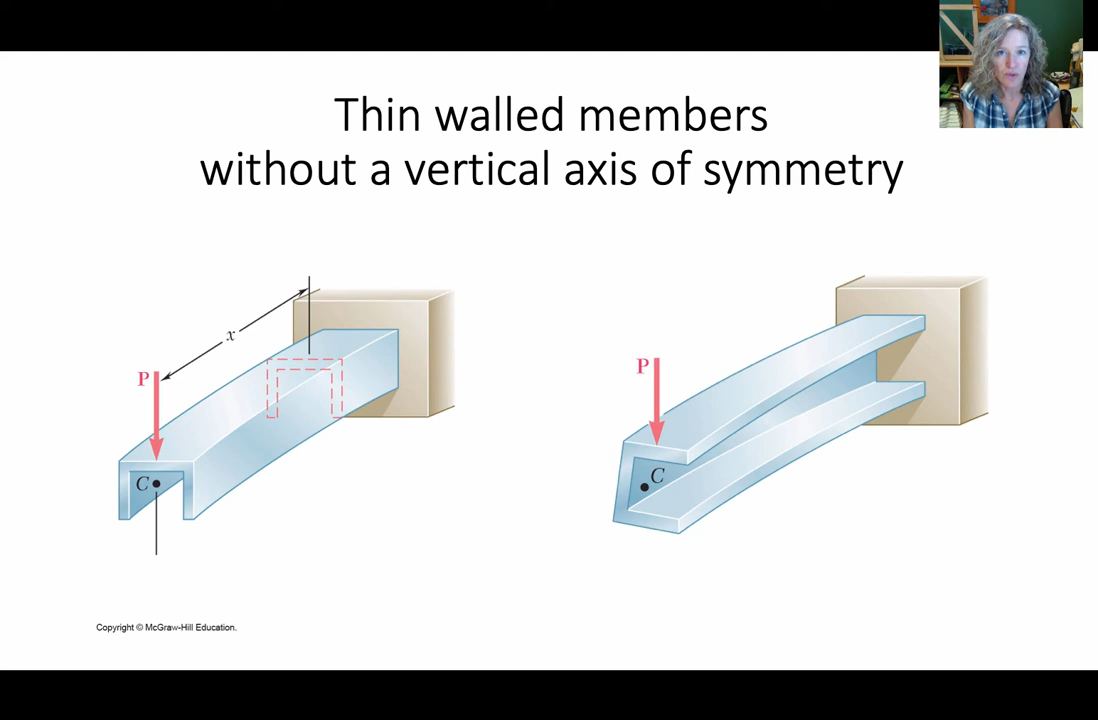 Thin walled members
without a vertical axis of symmetry
x
P
C
P
C
Copyright © McGraw-Hill Education.